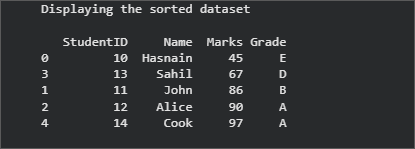 Displaying the sorted dataset
StudentID Name Marks Grade
0 10 Hasnain 45 E
3 13 Sahil 67 D
1 11 John 86 B
2 12 Alice 90 A
4 14 Cook 97 A